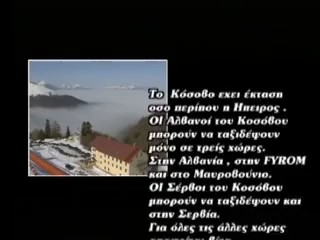 Το Κόσοβο εχει έκταση
οσο περίπου η Ηπειρος .
ΟΙ Αλβανοί του Κοσόβου
μπορούν να ταξιδέψουν
μόνο σε τρείς χώρες.
Στην Αλβανία , στην FYROM
και στο Μαυροβούνιο.
ΟΙ Σέρβοι του Κοσόβου
μπορούν να ταξιδέψουν και
στην Σερβία.
Για όλες τις άλλες χώρες